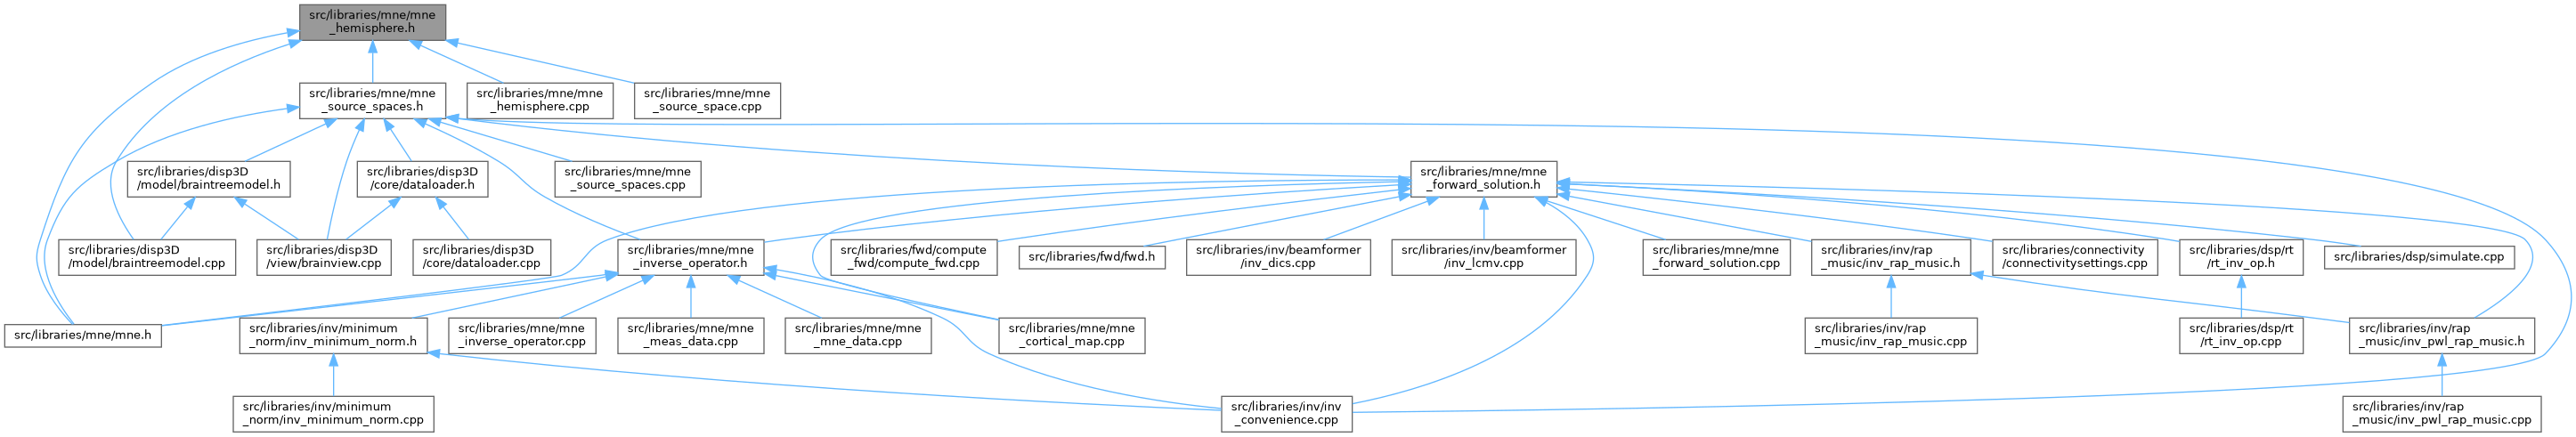 src/libraries/mne/mne
_hemisphere.h
src/libraries/mne/mne
_source_spaces.h
src/libraries/mne/mne
_hemisphere.cpp
src/libraries/mne/mne
_source_space.cpp
src/libraries/disp3D
/model/braintreemodel.h
src/libraries/disp3D
/core/dataloader.h
src/libraries/mne/mne
_source_spaces.cpp
src/libraries/mne/mne
_forward_solution.h
src/libraries/disp3D
/model/braintreemodel.cpp
src/libraries/disp3D
/view/brainview.cpp
src/libraries/disp3D
/core/dataloader.cpp
src/libraries/mne/mne
_inverse_operator.h
src/libraries/fwd/compute
_fwd/compute_fwd.cpp
src/libraries/fwd/fwd.h
src/libraries/inv/beamformer
/inv_dics.cpp
src/libraries/inv/beamformer
/inv_lcmv.cpp
src/libraries/mne/mne
_forward_solution.cpp
src/libraries/inv/rap
_music/inv_rap_music.h
src/libraries/connectivity
/connectivitysettings.cpp
src/libraries/dsp/rt
/rt_inv_op.h
src/libraries/dsp/simulate.cpp
src/libraries/mne/mne.h
src/libraries/inv/minimum
_norm/inv_minimum_norm.h
src/libraries/mne/mne
_inverse_operator.cpp
src/libraries/mne/mne
_meas_data.cpp
src/libraries/mne/mne
_mne_data.cpp
src/libraries/mne/mne
_cortical_map.cpp
src/libraries/inv/rap
_music/inv_rap_music.cpp
src/libraries/dsp/rt
/rt_inv_op.cpp
src/libraries/inv/rap
_music/inv_pwl_rap_music.h
src/libraries/inv/minimum
_norm/inv_minimum_norm.cpp
src/libraries/inv/inv
_convenience.cpp
src/libraries/inv/rap
_music/inv_pwl_rap_music.cpp